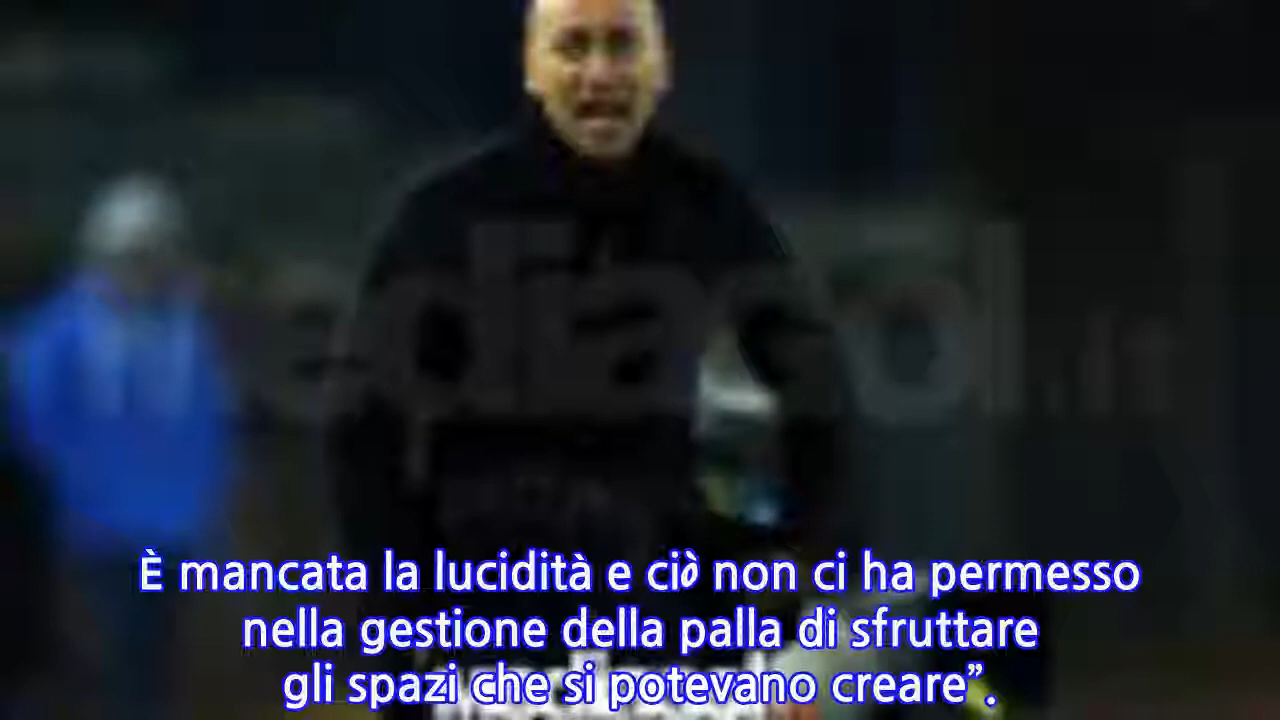 È mancata la lucidità e ciò non ci ha permesso
nella gestione della palla di sfruttare
gli spazi che si potevano creare”.